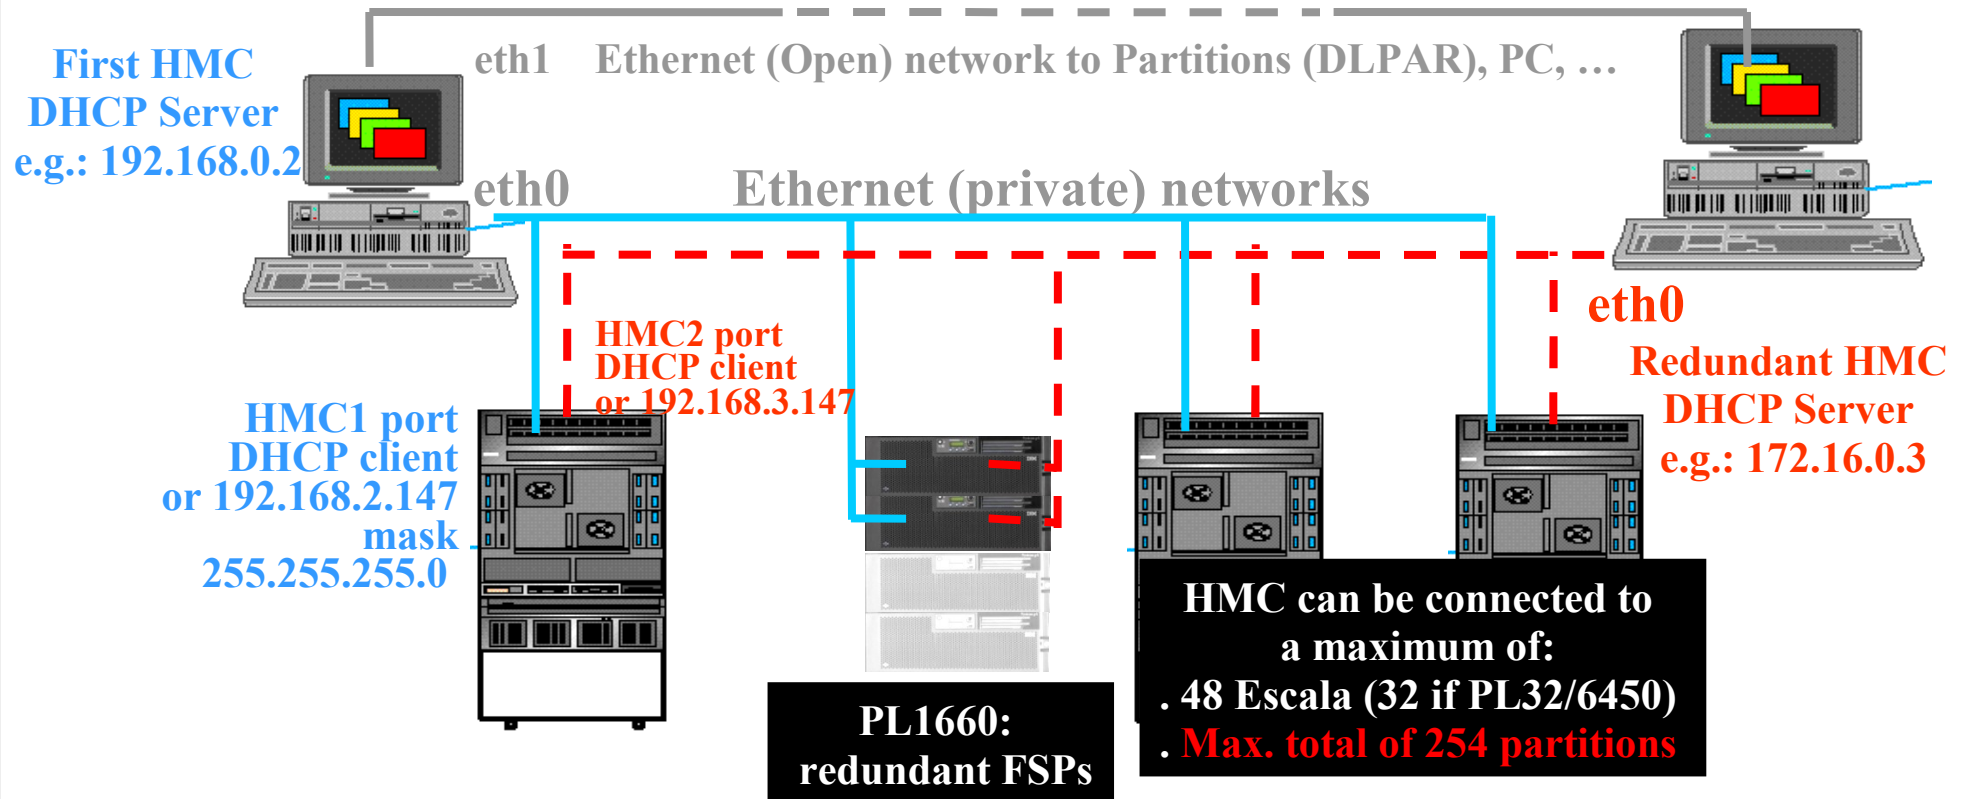 First HMC
DHCP Server
e.g.: 192.168.0.2
eth1 Ethernet (Open) network to Partitions (DLPAR), PC, …
eth0 Ethernet (private) networks
HMC2 port
DHCP client
or 192.168.3.147
HMC1 port
DHCP client
or 192.168.2.147
mask
255.255.255.0
eth0
Redundant HMC
DHCP Server
e.g.: 172.16.0.3
PL1660:
redundant FSPs
HMC can be connected to
a maximum of:
. 48 Escala (32 if PL32/6450)
. Max. total of 254 partitions